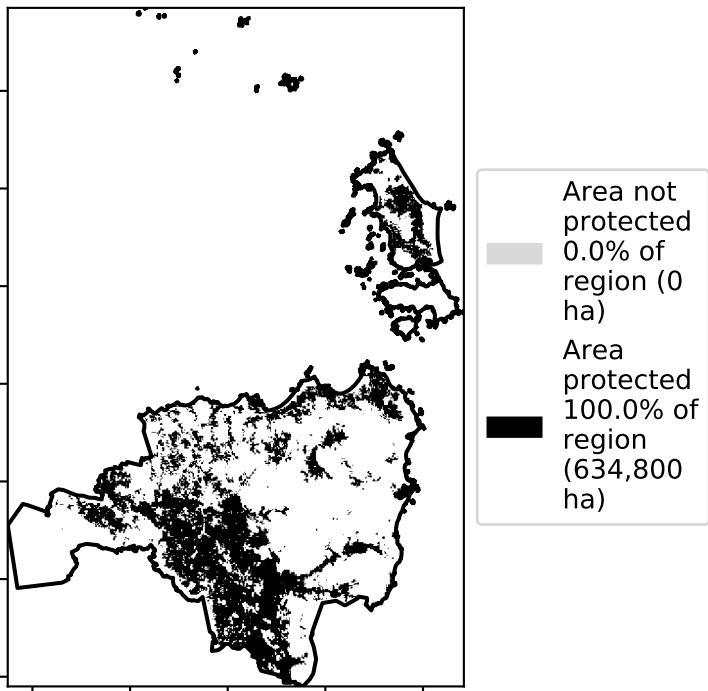 Area not
protected
0.0% of
region (0
ha)
Area
protected
100.0% of
region
(634,800
ha)